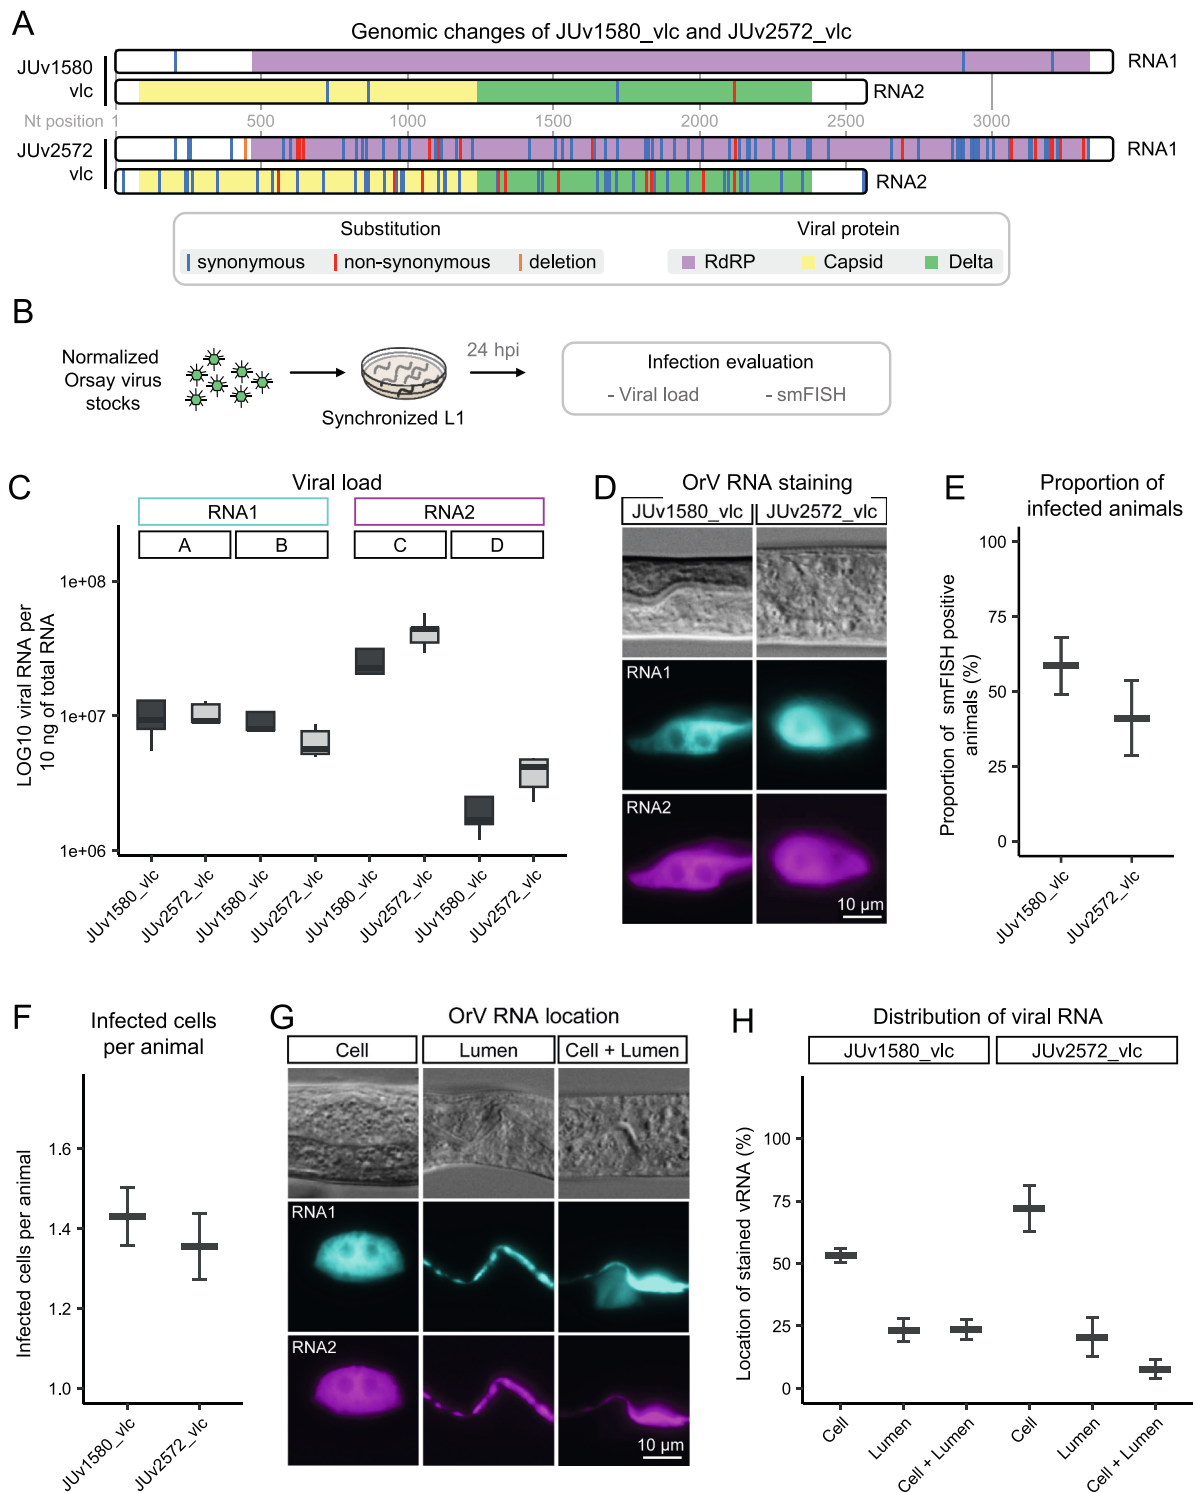 A
Genomic changes of JUv1580_vlc and JUv2572_vlc
JUv1580
vlc
RNA1
RNA2
Nt position
1
500
1000
1500
2000
2500
3000
JUv2572
vlc
RNA1
RNA2
Substitution
Viral protein
synonymous
non-synonymous
deletion
RdRP
Capsid
Delta
B
Normalized
Orsay virus
stocks
Synchronized L1
24 hpi
Infection evaluation
- Viral load
- smFISH
C
Viral load
RNA1
RNA2
A
B
C
D
LOG10 viral RNA per
10 ng of total RNA
1e+08
1e+07
1e+06
JUv1580_vlc
JUv2572_vlc
JUv1580_vlc
JUv2572_vlc
JUv1580_vlc
JUv2572_vlc
JUv1580_vlc
JUv2572_vlc
D
OrV RNA staining
JUv1580_vlc
JUv2572_vlc
RNA1
RNA2
10 µm
E
Proportion of
infected animals
Proportion of smFISH positive
animals (%)
100
75
50
25
0
JUv1580_vlc
JUv2572_vlc
F
Infected cells
per animal
Infected cells per animal
1.6
1.4
1.2
1.0
JUv1580_vlc
JUv2572_vlc
G
OrV RNA location
Cell
Lumen
Cell + Lumen
RNA1
RNA2
10 µm
H
Distribution of viral RNA
JUv1580_vlc
JUv2572_vlc
Location of stained vRNA (%)
100
75
50
25
0
Cell
Lumen
Cell + Lumen
Cell
Lumen
Cell + Lumen